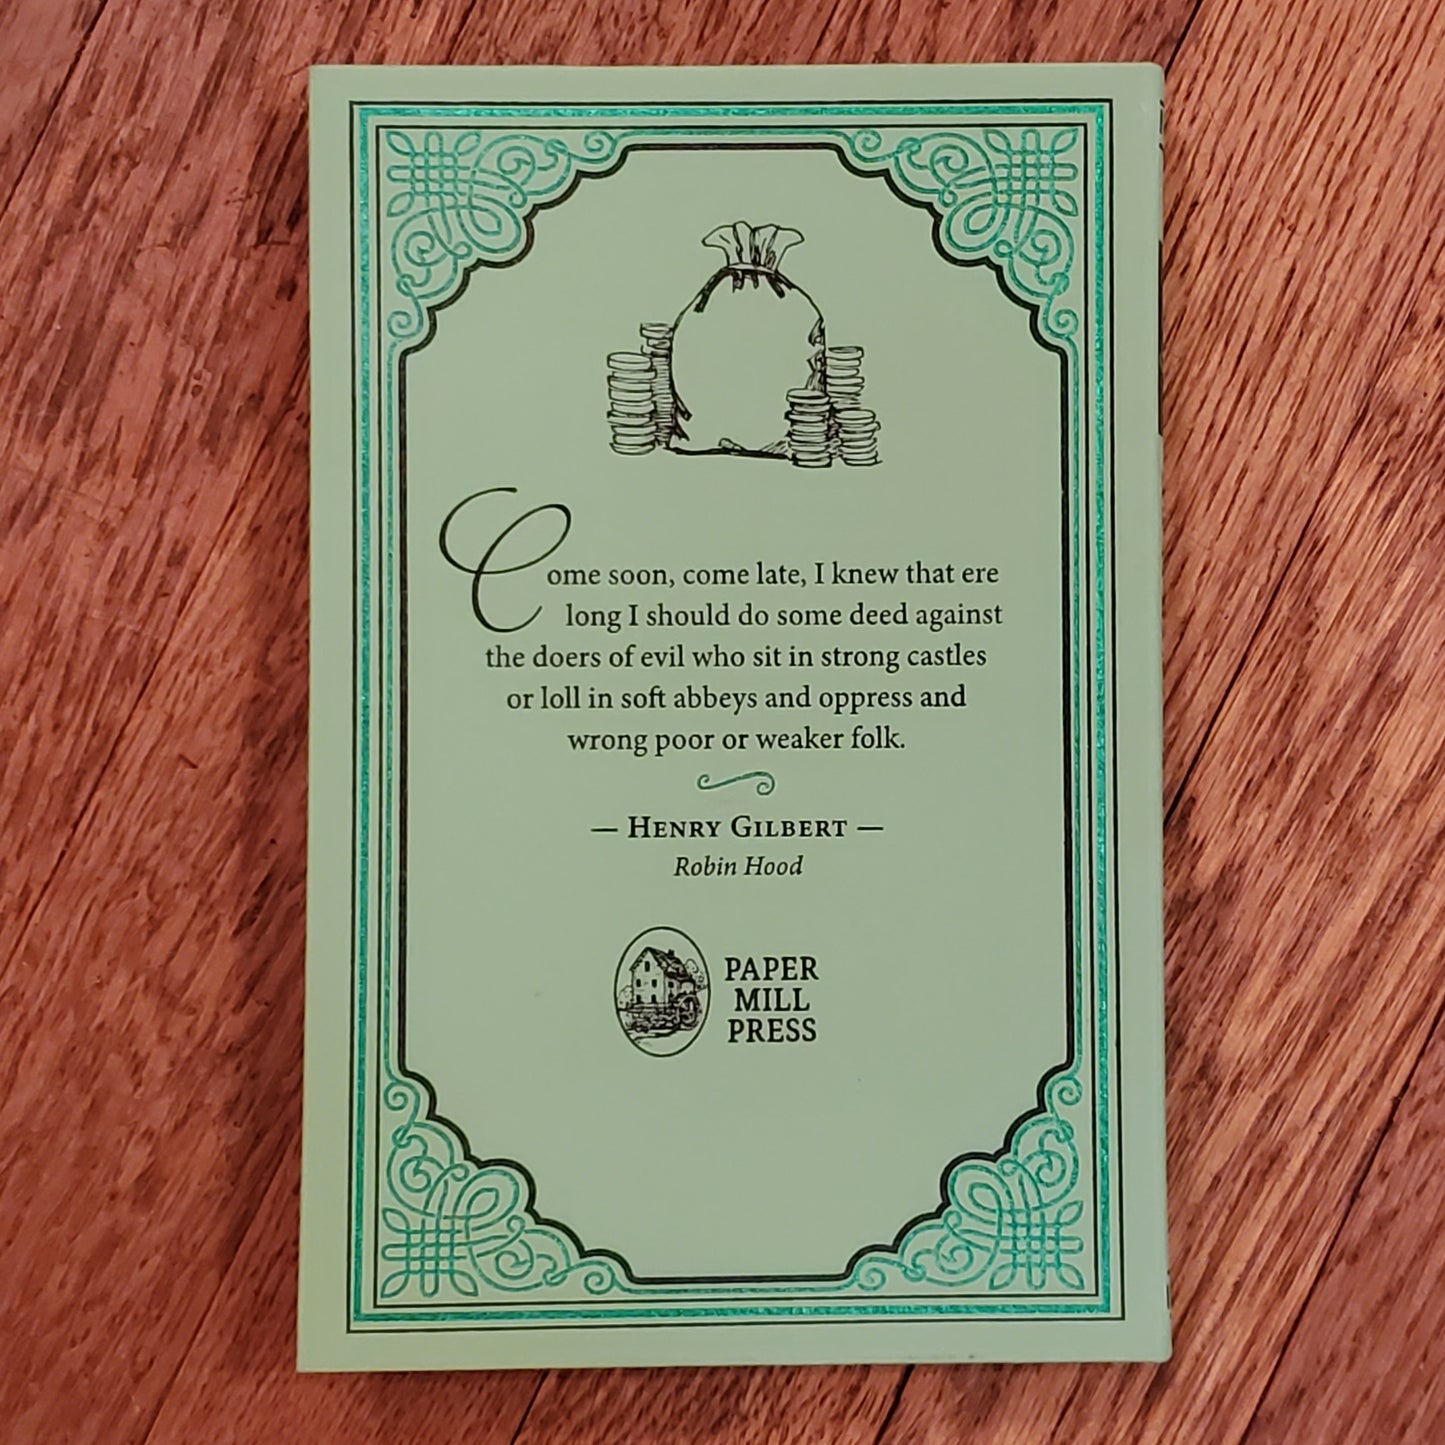 Come soon, come late, I knew that ere
long I should do some deed against
the doers of evil who sit in strong castles
or loll in soft abbeys and oppress and
wrong poor or weaker folk.
— HENRY GILBERT —
Robin Hood
PAPER
MILL
PRESS